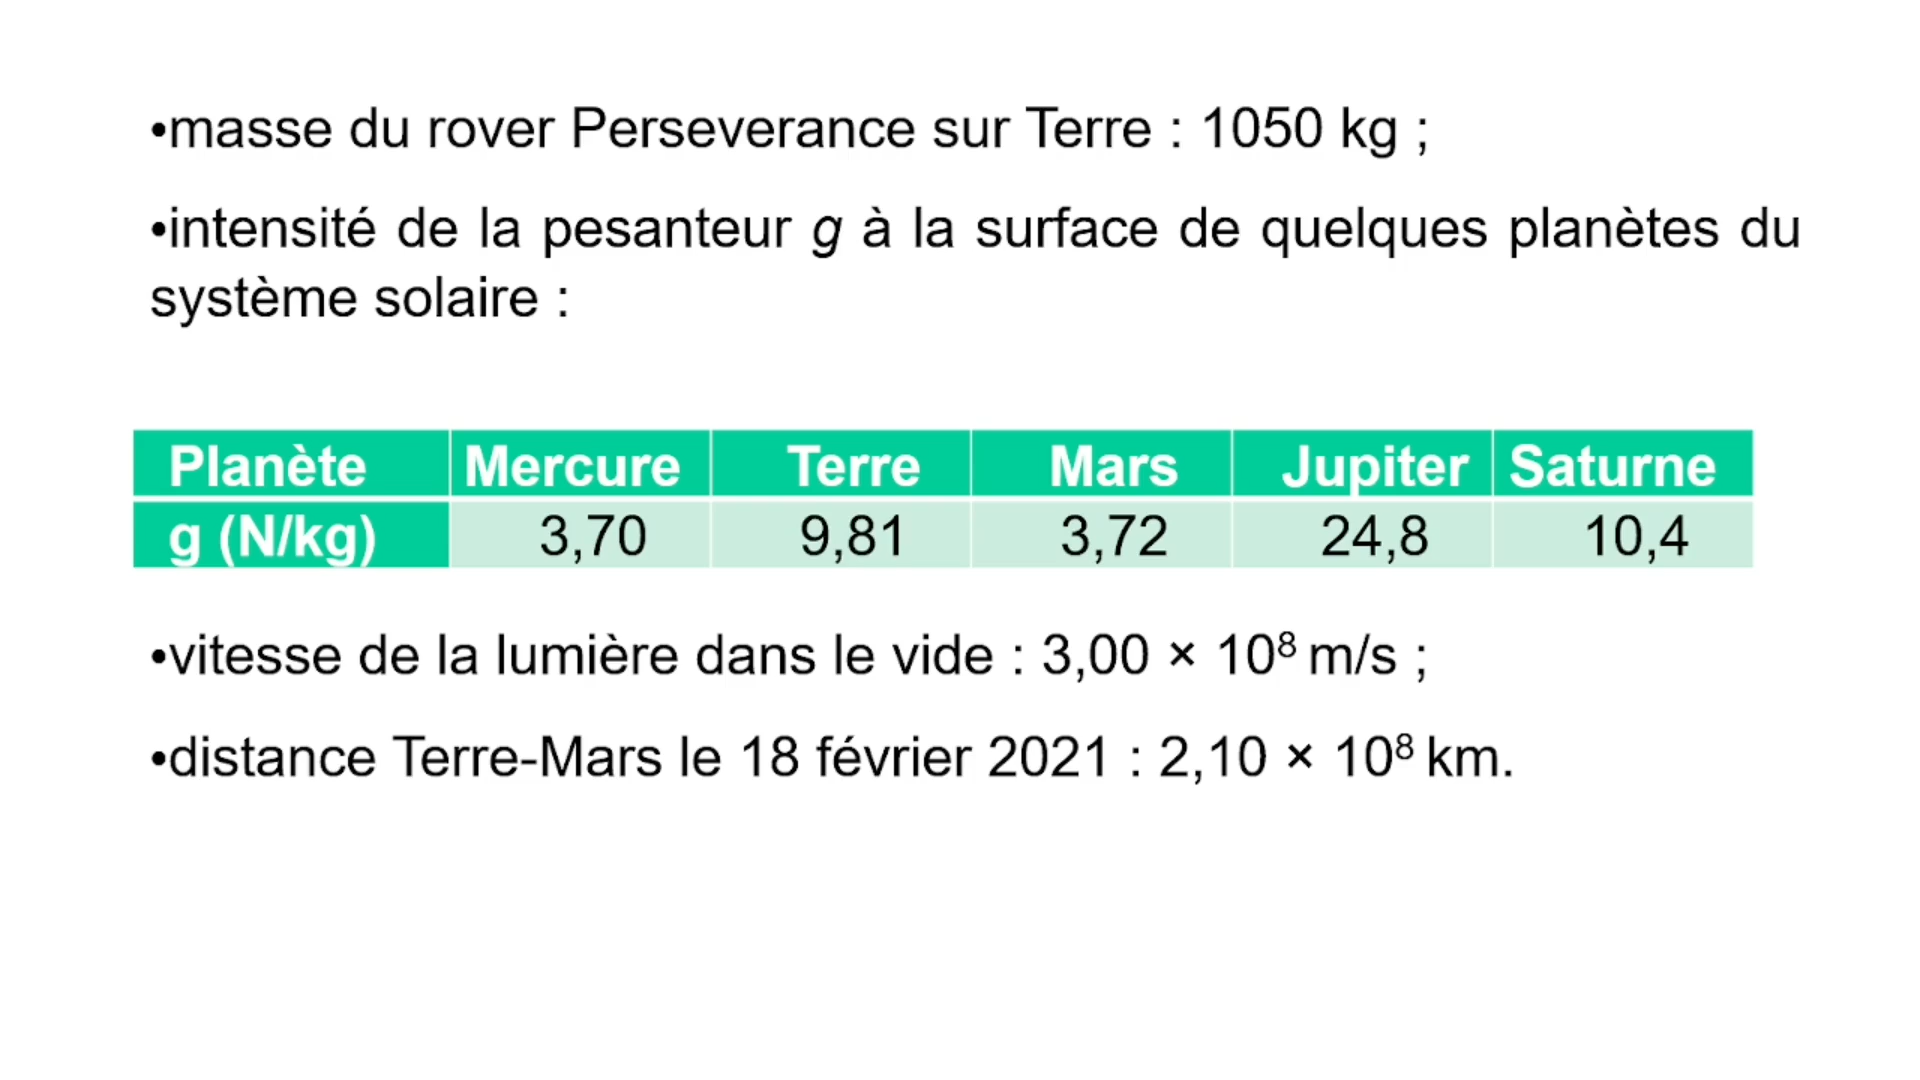 •masse du rover Perseverance sur Terre : 1050 kg ;
•intensité de la pesanteur g à la surface de quelques planètes du
système solaire :
Planète Mercure Terre Mars Jupiter Saturne
g (N/kg) 3,70 9,81 3,72 24,8 10,4
•vitesse de la lumière dans le vide : 3,00 × 10⁸ m/s ;
•distance Terre-Mars le 18 février 2021 : 2,10 × 10⁸ km.